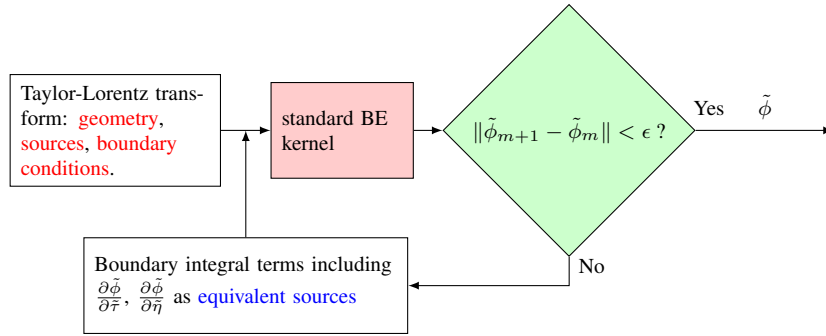 Taylor-Lorentz trans-
form: geometry,
sources, boundary
conditions.
standard BE
kernel
‖ϕ̃ₘ₊₁ − ϕ̃ₘ‖ < ϵ ?
Yes ϕ̃
No
Boundary integral terms including
∂ϕ̃/∂τ̃, ∂ϕ̃/∂η̃ as equivalent sources